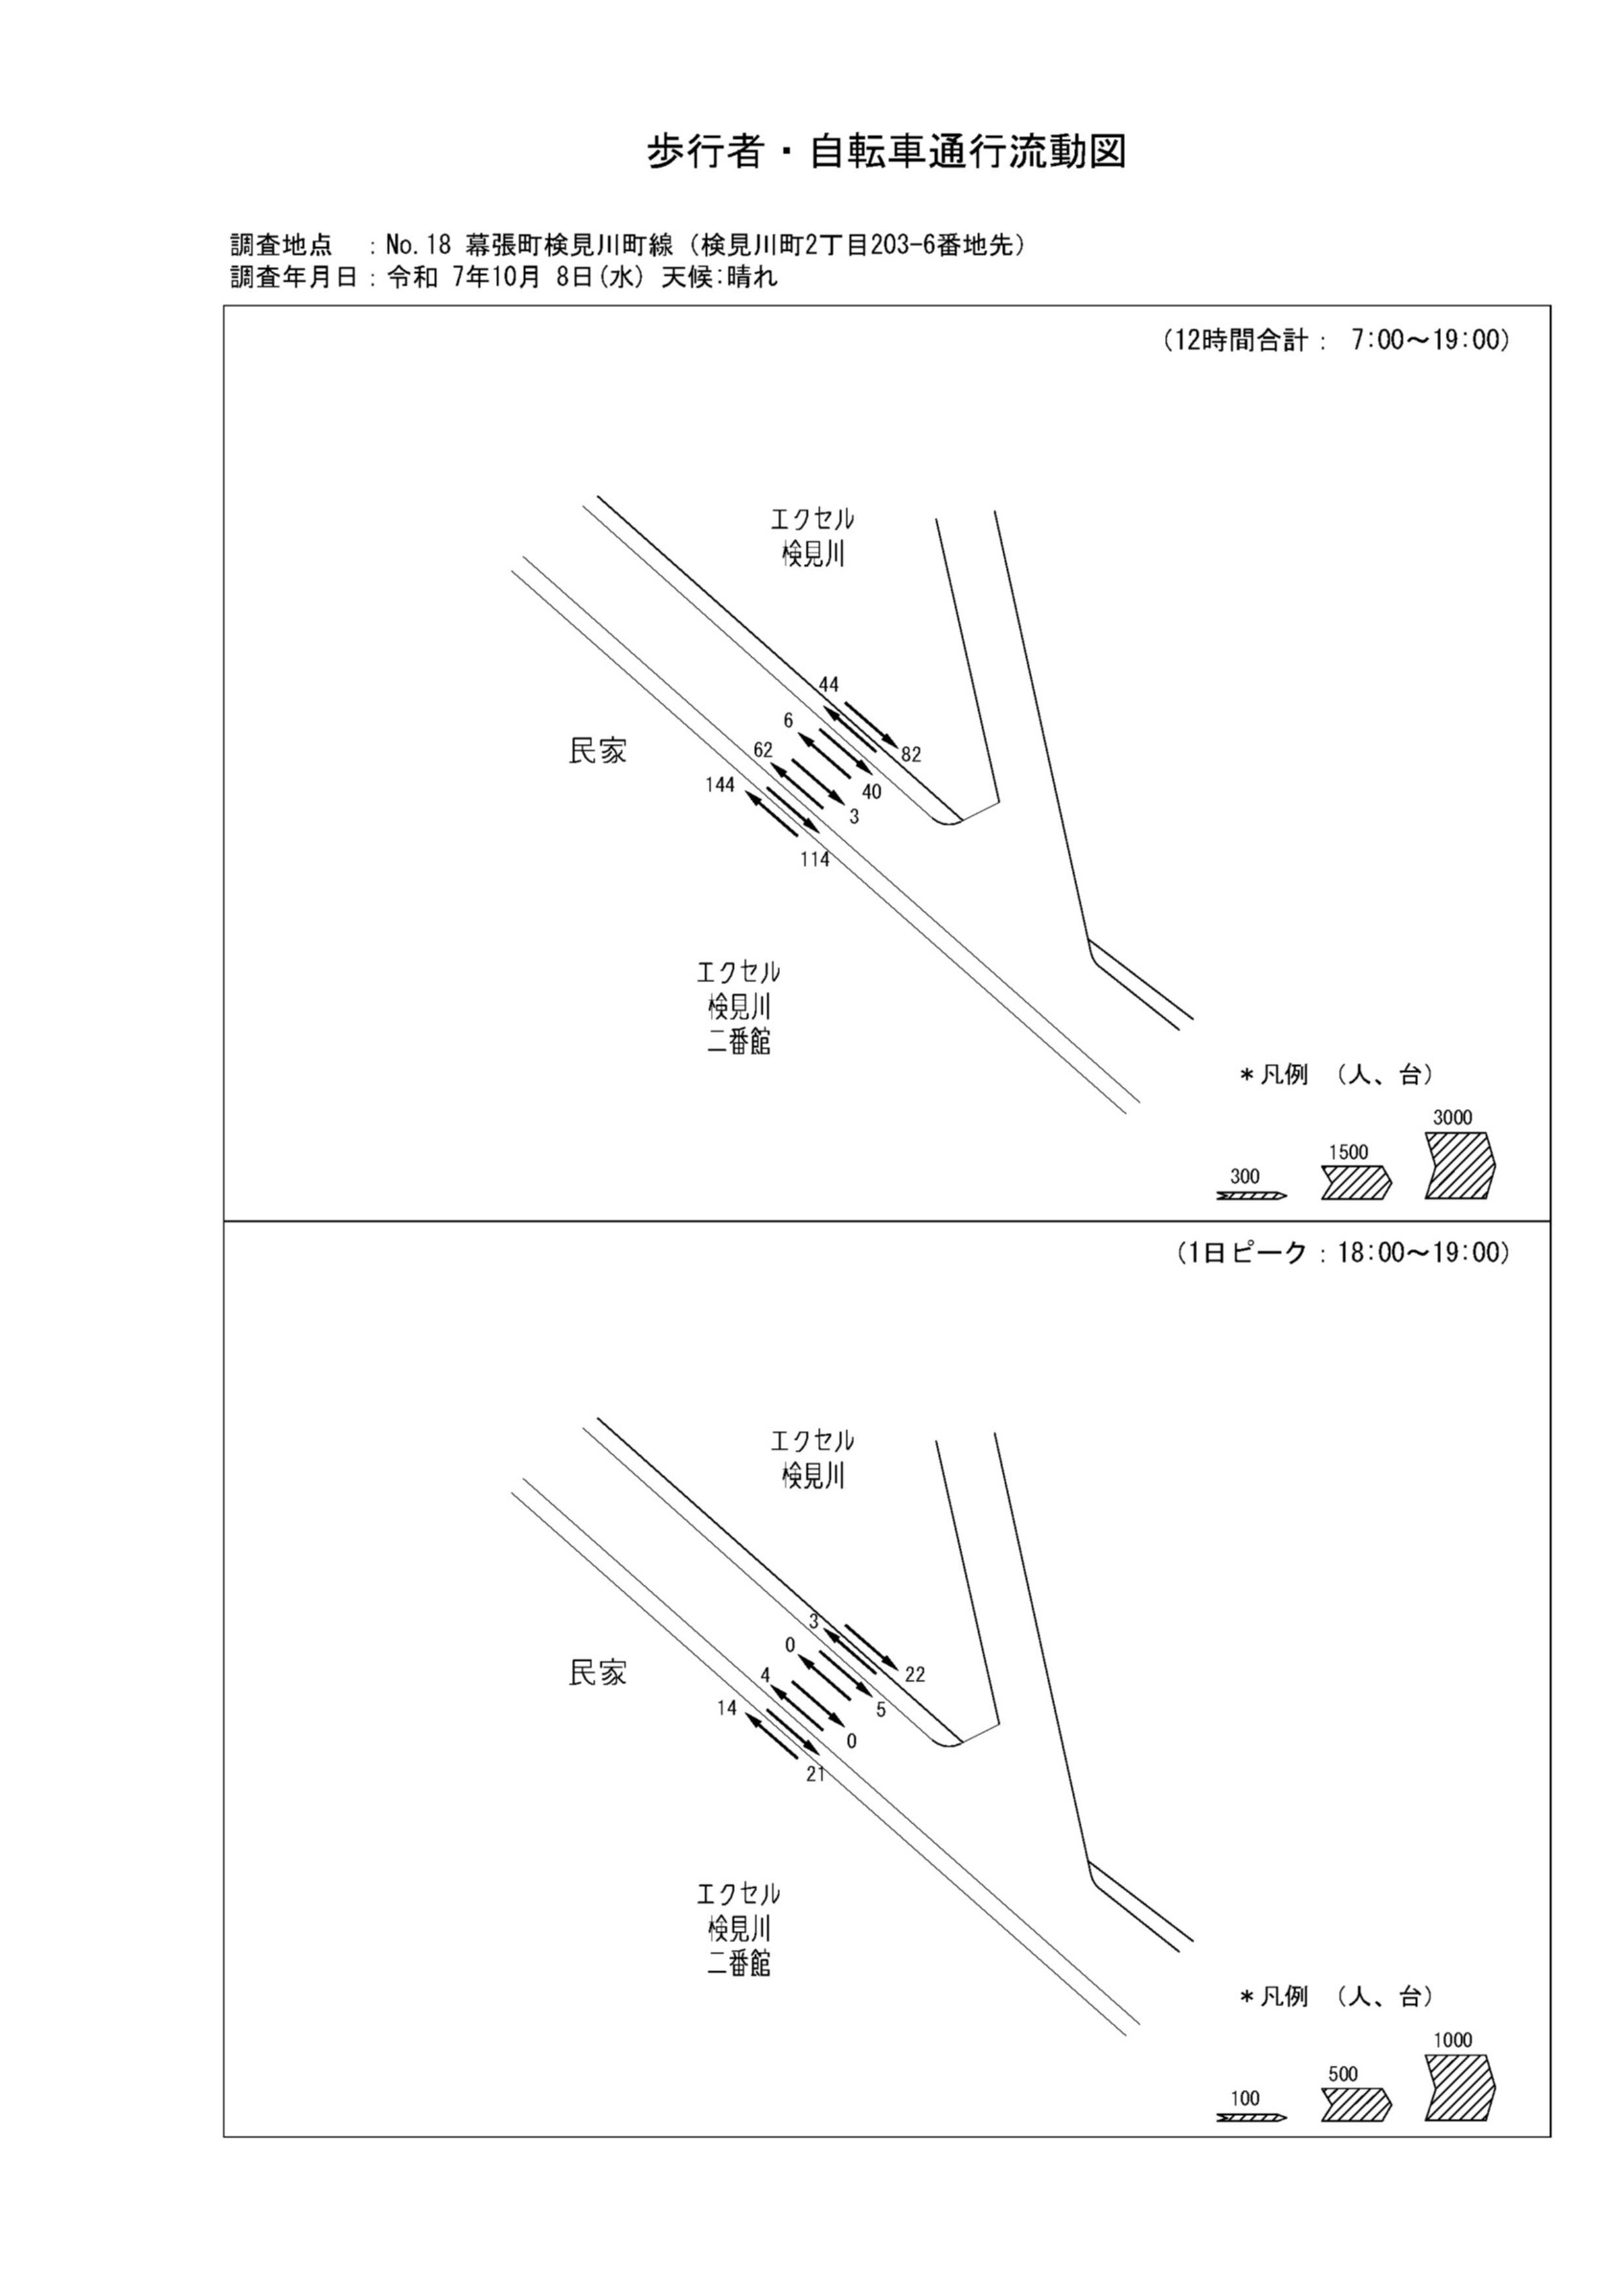 歩行者・自転車通行流動図
調査地点　：No.18 幕張町検見川町線（検見川町2丁目203-6番地先）
調査年月日：令和 7年10月 8日(水) 天候:晴れ
（12時間合計： 7:00～19:00）
エクセル
検見川
44
82
6
40
民家
62
3
144
114
エクセル
検見川
二番館
*凡例 （人、台）
3000
1500
300
（1日ピーク：18:00～19:00）
エクセル
検見川
3
22
0
5
民家
4
0
14
21
エクセル
検見川
二番館
*凡例 （人、台）
1000
500
100